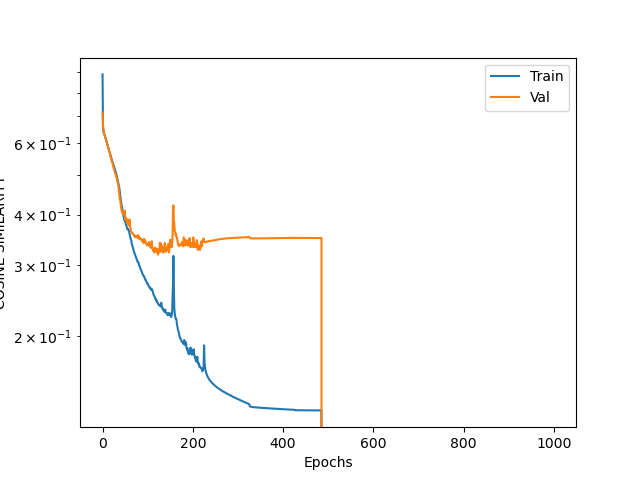 Train
Val
6 × 10⁻¹
4 × 10⁻¹
3 × 10⁻¹
2 × 10⁻¹
COSINE SIMILARITY
0 200 400 600 800 1000
Epochs